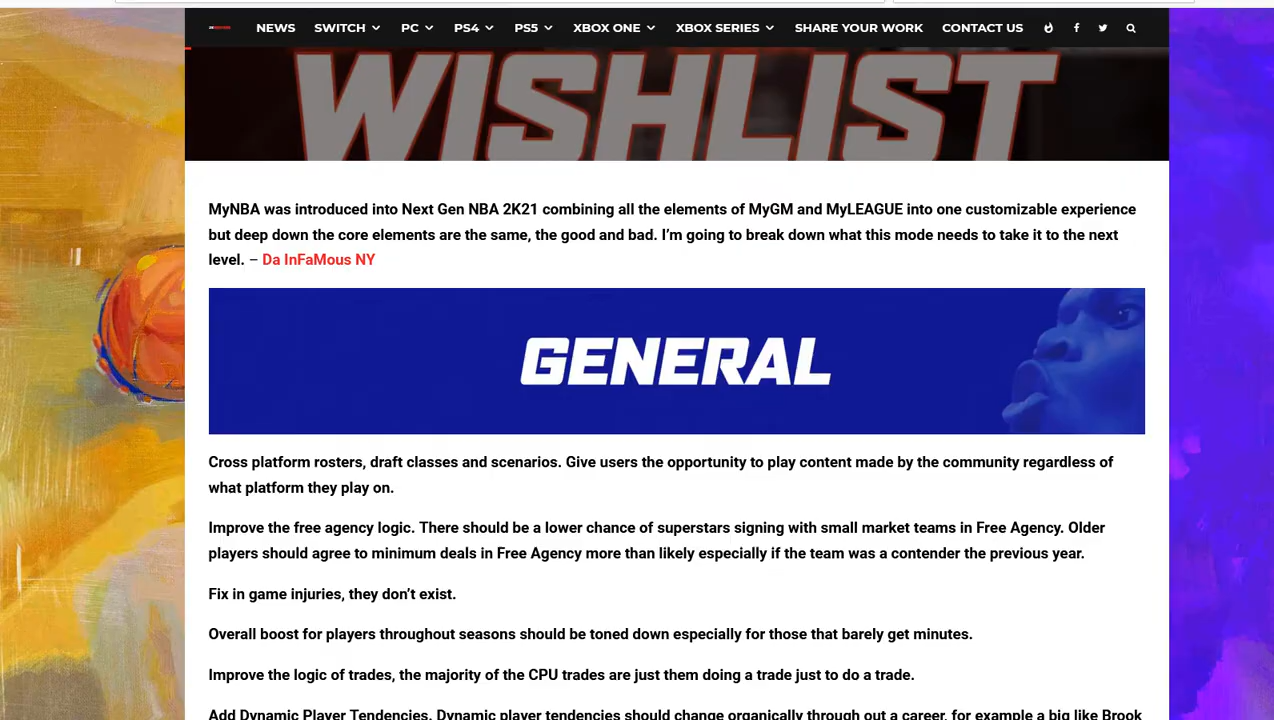 NEWS SWITCH PC PS4 PS5 XBOX ONE XBOX SERIES SHARE YOUR WORK CONTACT US
WISHLIST
MyNBA was introduced into Next Gen NBA 2K21 combining all the elements of MyGM and MyLEAGUE into one customizable experience
but deep down the core elements are the same, the good and bad. I’m going to break down what this mode needs to take it to the next
level. – Da InFaMous NY
GENERAL
Cross platform rosters, draft classes and scenarios. Give users the opportunity to play content made by the community regardless of
what platform they play on.
Improve the free agency logic. There should be a lower chance of superstars signing with small market teams in Free Agency. Older
players should agree to minimum deals in Free Agency more than likely especially if the team was a contender the previous year.
Fix in game injuries, they don’t exist.
Overall boost for players throughout seasons should be toned down especially for those that barely get minutes.
Improve the logic of trades, the majority of the CPU trades are just them doing a trade just to do a trade.
Add Dynamic Player Tendencies. Dynamic player tendencies should change organically through out a career, for example a big like Brook